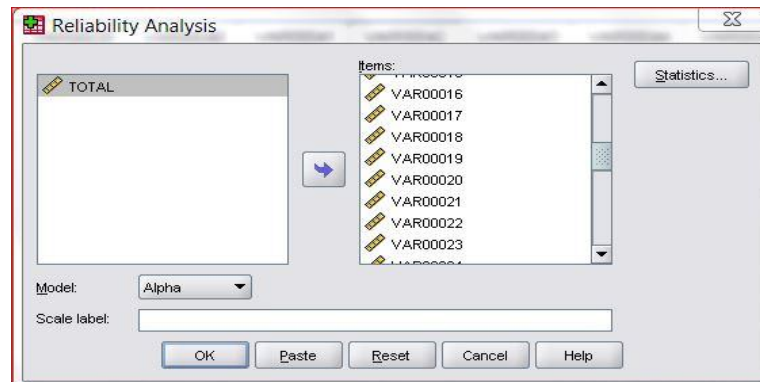 Reliability Analysis
Items:
TOTAL
VAR00016
VAR00017
VAR00018
VAR00019
VAR00020
VAR00021
VAR00022
VAR00023
Statistics...
Model:
Alpha
Scale label:
OK
Paste
Reset
Cancel
Help